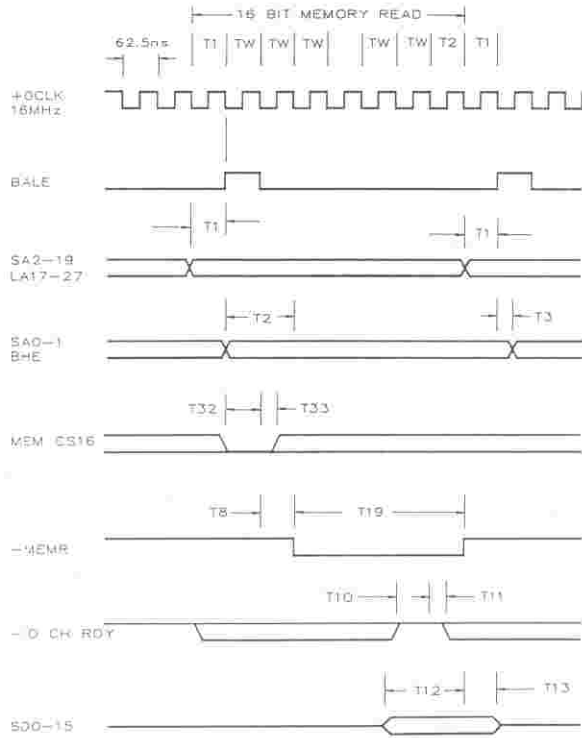 16 BIT MEMORY READ
62.5ns T1 TW TW TW TW TW T2 T1
16MHz
BALE
T1 T1
SA2-19
LA17-27
T2 T3
SA0-1
BHE
T32 T33
MEM CS16
T8 T19
-MEMR
T10 T11
CH RDY
T12 T13
SD0-15